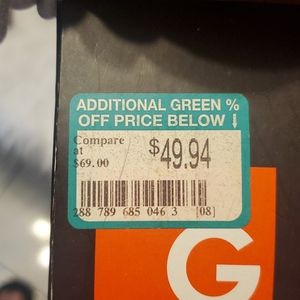 ADDITIONAL GREEN %
OFF PRICE BELOW ↓
Compare
at
$69.00
$49.94
288 789 685 046 3 [08]
G